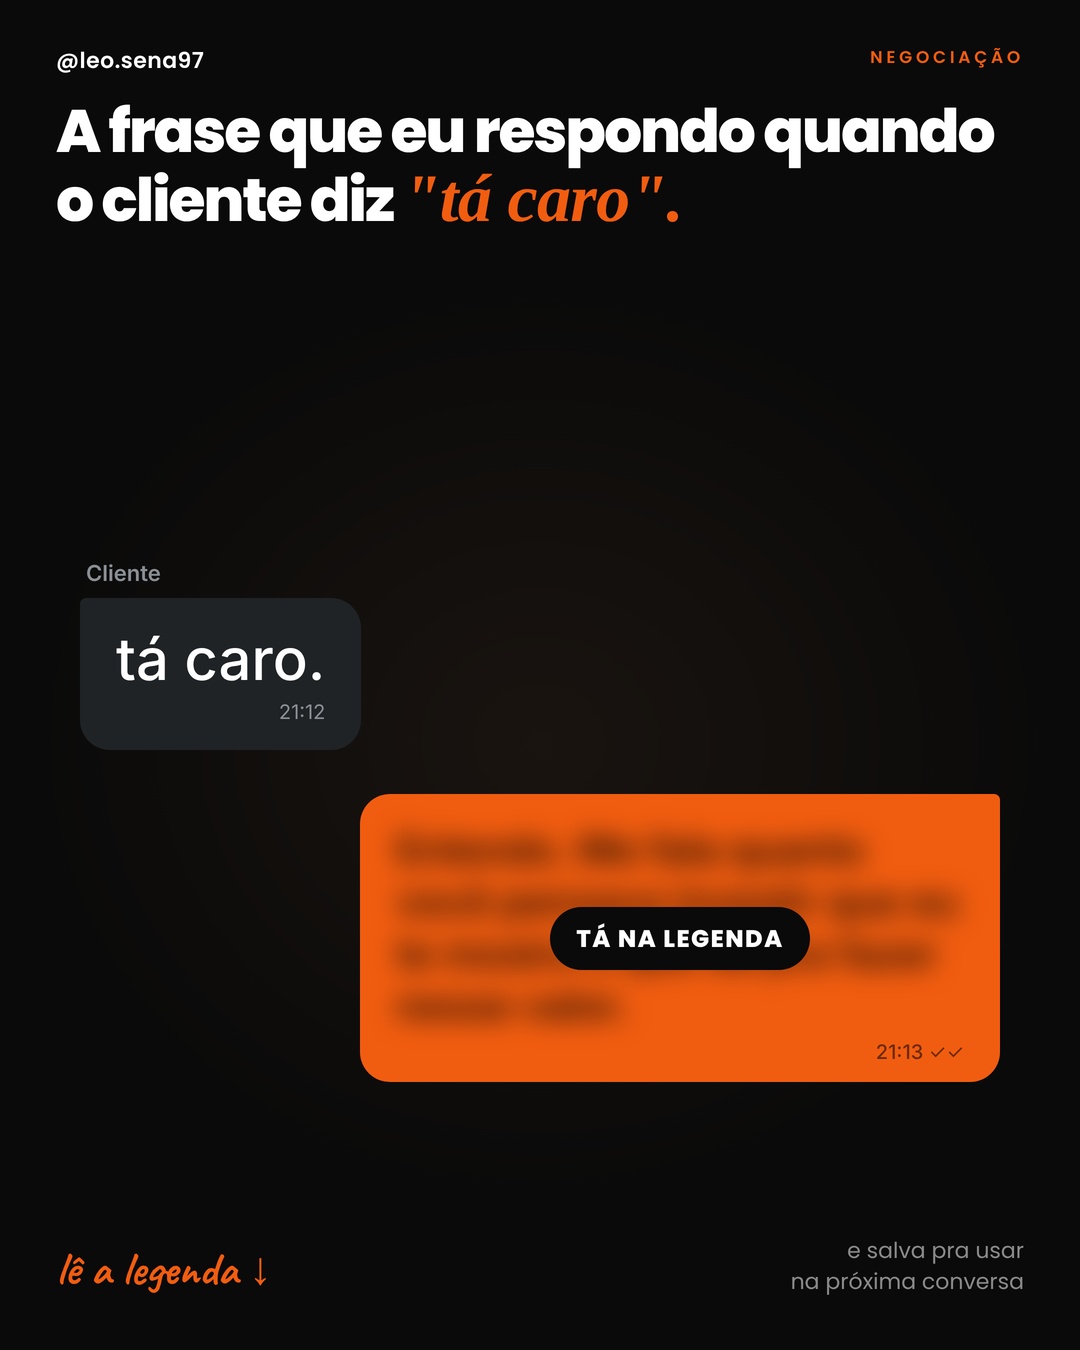 @leo.sena97
NEGOCIAÇÃO
A frase que eu respondo quando
o cliente diz "tá caro".
Cliente
tá caro.
21:12
TÁ NA LEGENDA
21:13 ✓✓
lê a legenda ↓
e salva pra usar
na próxima conversa